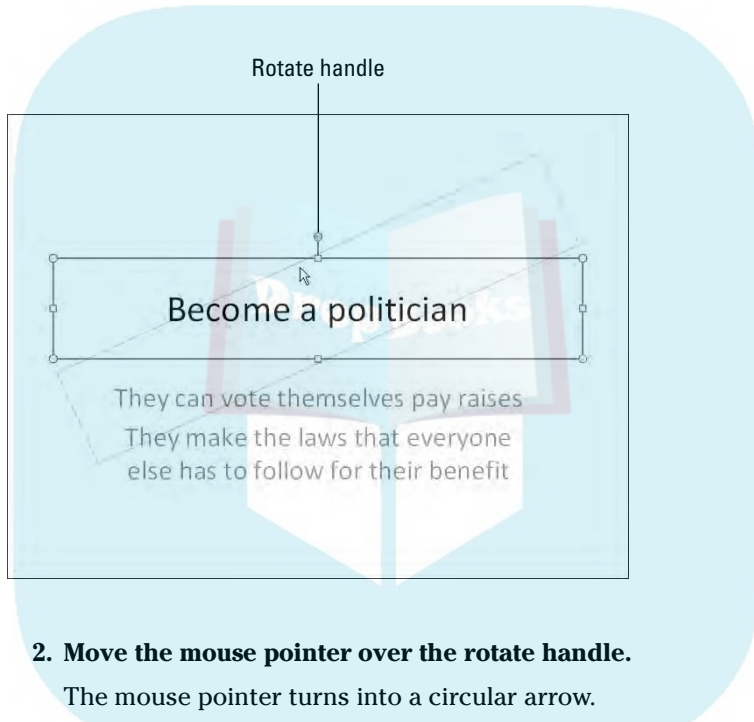 Rotate handle
Become a politician
They can vote themselves pay raises
They make the laws that everyone
else has to follow for their benefit
DropBooks
2. Move the mouse pointer over the rotate handle.
The mouse pointer turns into a circular arrow.